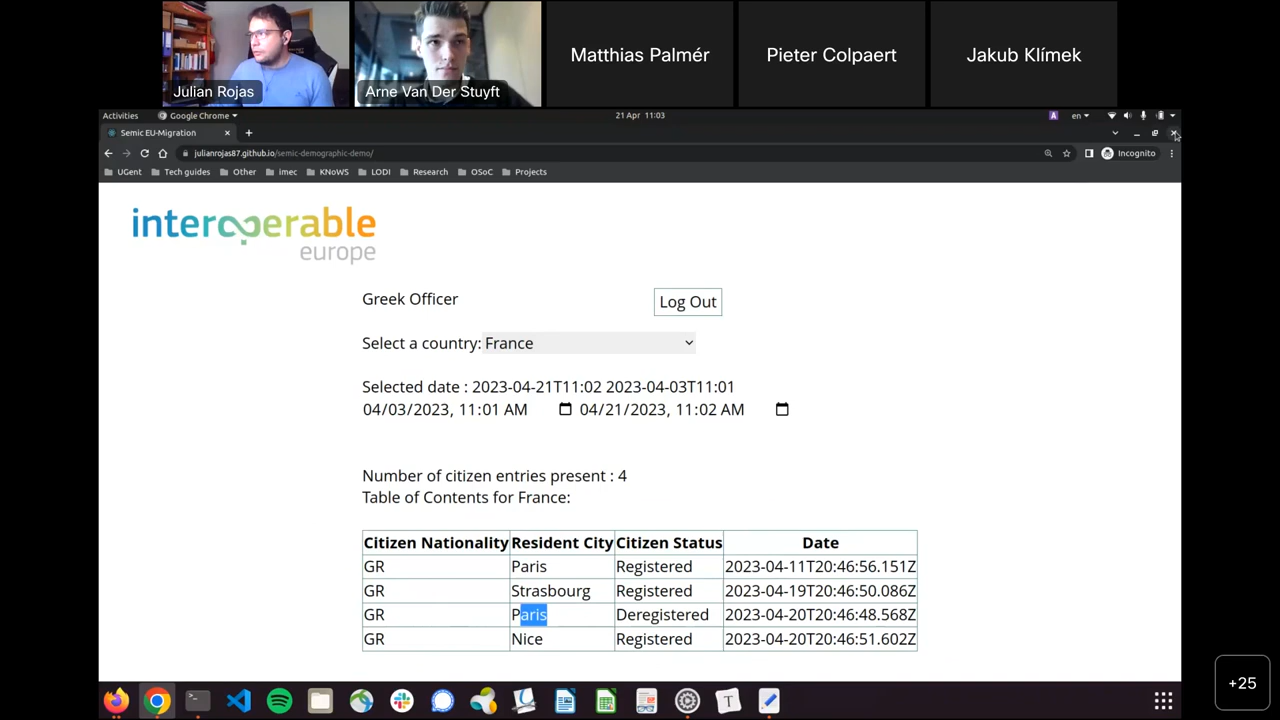 Julian Rojas
Arne Van Der Stuyft
Matthias Palmér
Pieter Colpaert
Jakub Klímek
Activities
Google Chrome
21 Apr 11:03
A
en
Semic EU-Migration
julianrojas87.github.io/semic-demographic-demo/
Incognito
UGent
Tech guides
Other
imec
KNoWS
LODI
Research
OSoC
Projects
interoperable
europe
Greek Officer
Log Out
Select a country: France
Selected date : 2023-04-21T11:02 2023-04-03T11:01
04/03/2023, 11:01 AM 04/21/2023, 11:02 AM
Number of citizen entries present : 4
Table of Contents for France:
Citizen Nationality Resident City Citizen Status Date
GR Paris Registered 2023-04-11T20:46:56.151Z
GR Strasbourg Registered 2023-04-19T20:46:50.086Z
GR Paris Deregistered 2023-04-20T20:46:48.568Z
GR Nice Registered 2023-04-20T20:46:51.602Z
T
+25